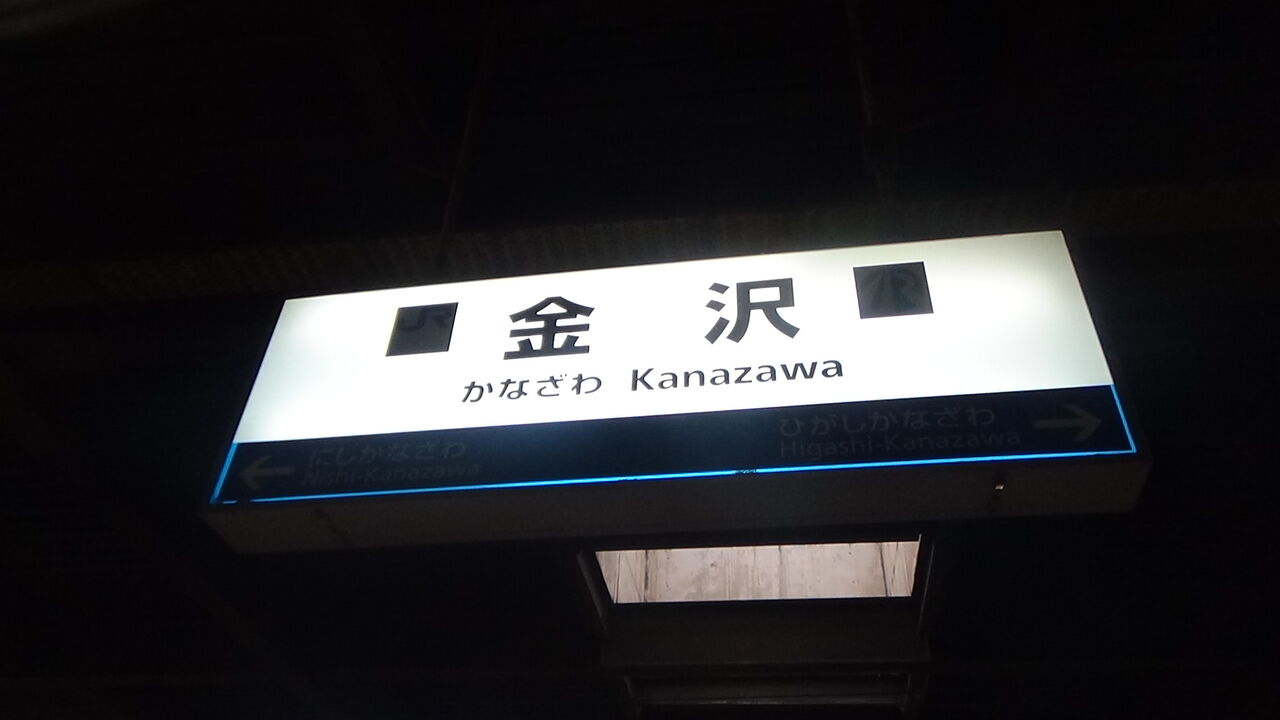 JR 金沢 IR
かなざわ Kanazawa
← にしかなざわ ひがしかなざわ →
Nishi-Kanazawa Higashi-Kanazawa